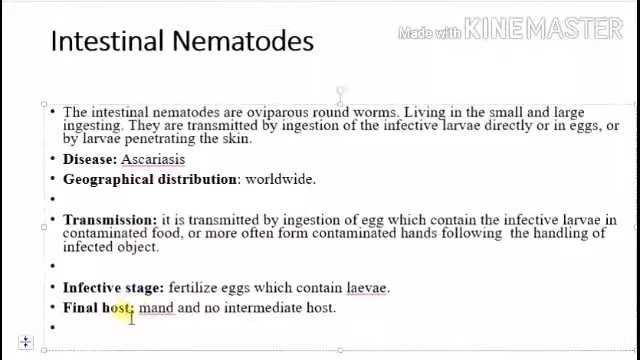 Intestinal Nematodes
Made with KINEMASTER
• The intestinal nematodes are oviparous round worms. Living in the small and large
ingesting. They are transmitted by ingestion of the infective larvae directly or in eggs, or
by larvae penetrating the skin.
• Disease: Ascariasis
• Geographical distribution: worldwide.
•
• Transmission: it is transmitted by ingestion of egg which contain the infective larvae in
contaminated food, or more often form contaminated hands following the handling of
infected object.
•
• Infective stage: fertilize eggs which contain laevae.
• Final host: mand and no intermediate host.
•